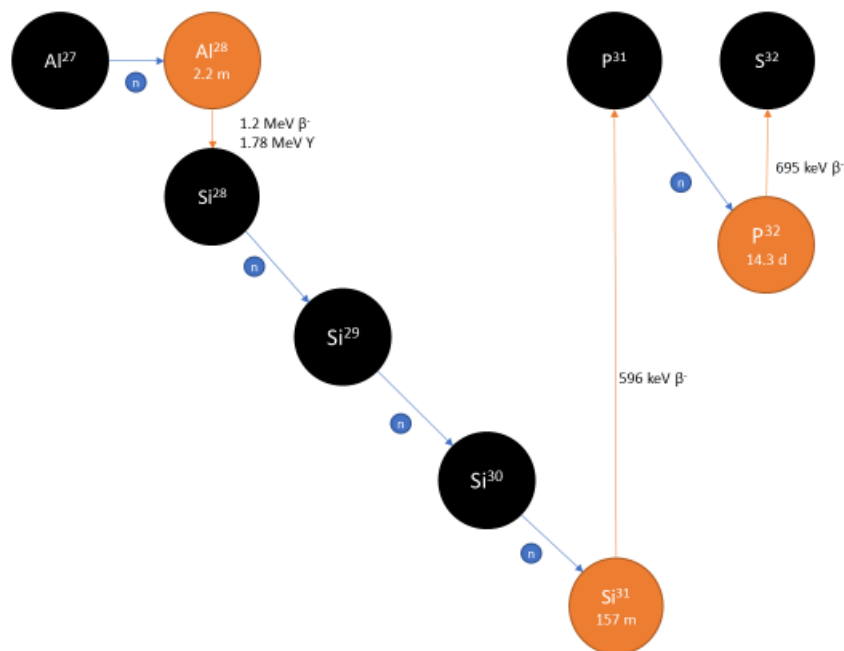 Al²⁷
Al²⁸
2.2 m
P³¹
S³²
n
1.2 MeV β⁻
1.78 MeV Y
695 keV β⁻
n
Si²⁸
P³²
14.3 d
n
Si²⁹
596 keV β⁻
n
Si³⁰
n
Si³¹
157 m